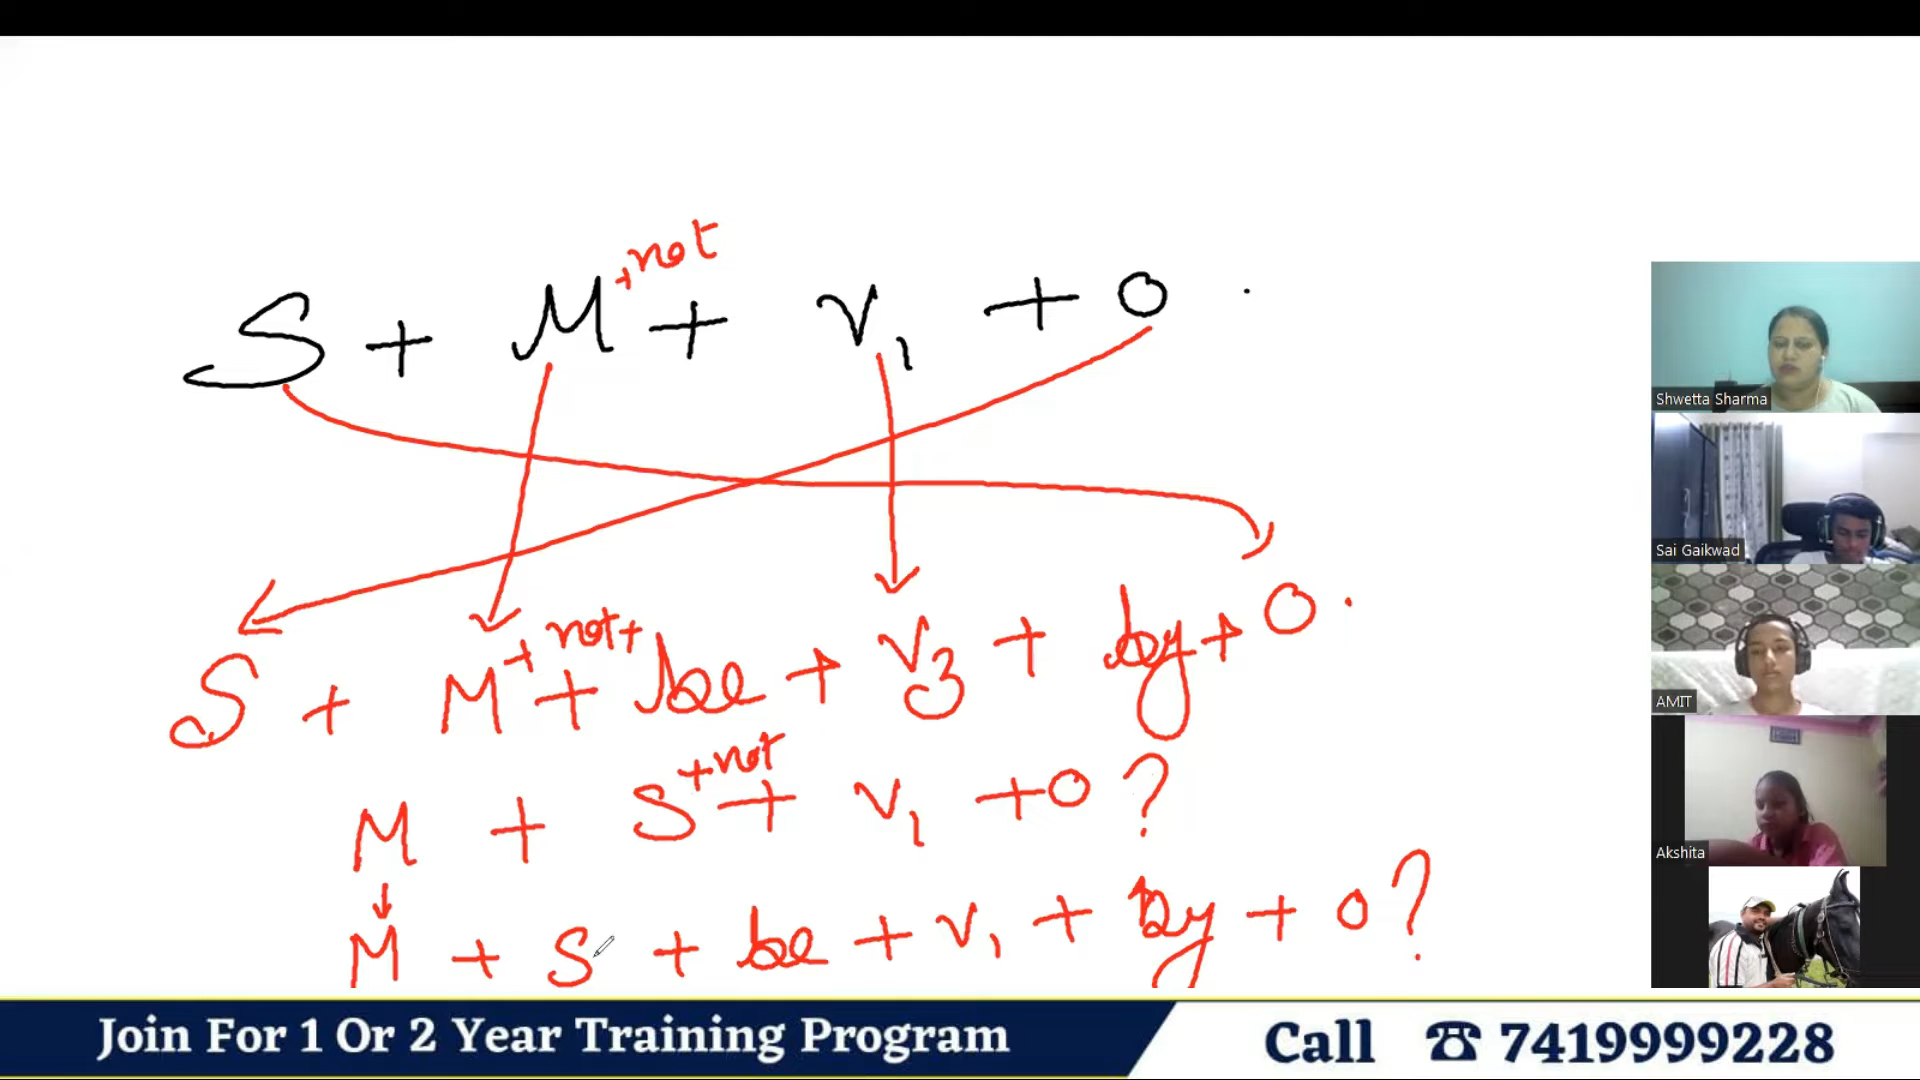 +not
S + M + V1 + O .
S + M + not + be + V3 + by + O .
M + S + not + V1 + O ?
M + S + be + V1 + by + O ?
Shwetta Sharma
Sai Gaikwad
AMIT
Akshita
Join For 1 Or 2 Year Training Program
Call ☎ 7419999228